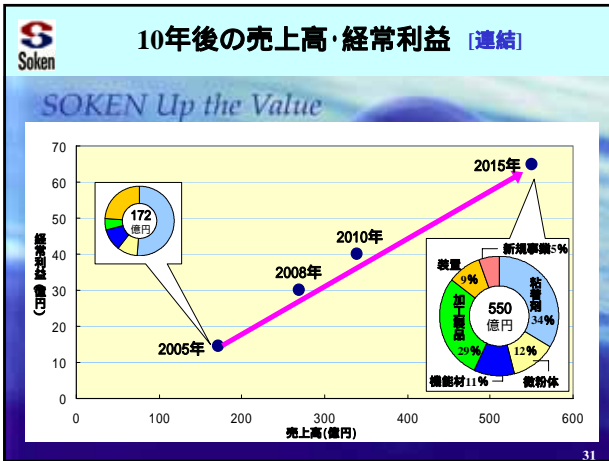 Soken
10年後の売上高･経常利益 [連結]
SOKEN Up the Value
70
60
50
40
30
20
10
0
経常利益(億円)
0 100 200 300 400 500 600
売上高(億円)
2005年
2008年
2010年
2015年
172
億円
550
億円
新規事業5%
装置
9%
粘着剤
34%
加工製品
29%
12%
機能材11%
微粉体
31